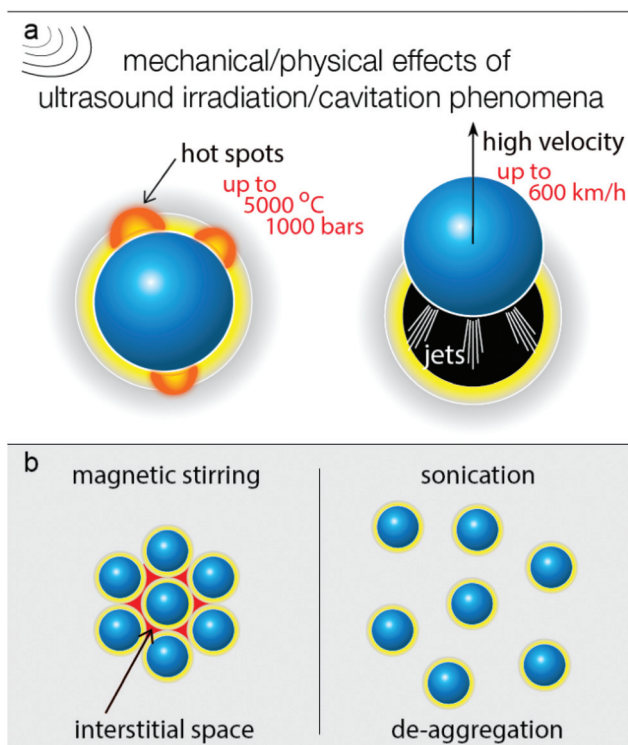 a
mechanical/physical effects of
ultrasound irradiation/cavitation phenomena
hot spots
up to
5000 °C
1000 bars
high velocity
up to
600 km/h
jets
b
magnetic stirring
sonication
interstitial space
de-aggregation